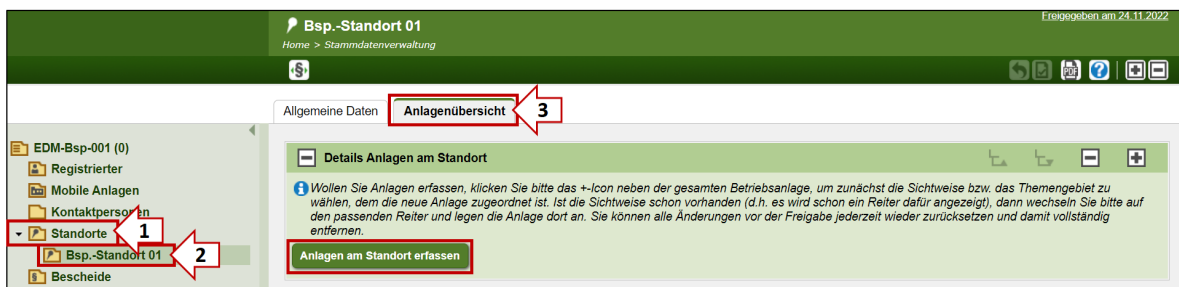 Bsp.-Standort 01
Freigegeben am 24.11.2022
Home > Stammdatenverwaltung
§
PDF ?
Allgemeine Daten Anlagenübersicht 3
EDM-Bsp-001 (0)
Registrierter
Mobile Anlagen
Kontaktpersonen
Standorte 1
Bsp.-Standort 01 2
§ Bescheide
Details Anlagen am Standort
Wollen Sie Anlagen erfassen, klicken Sie bitte das +-Icon neben der gesamten Betriebsanlage, um zunächst die Sichtweise bzw. das Themengebiet zu
wählen, dem die neue Anlage zugeordnet ist. Ist die Sichtweise schon vorhanden (d.h. es wird schon ein Reiter dafür angezeigt), dann wechseln Sie bitte auf
den passenden Reiter und legen die Anlage dort an. Sie können alle Änderungen vor der Freigabe jederzeit wieder zurücksetzen und damit vollständig
entfernen.
Anlagen am Standort erfassen